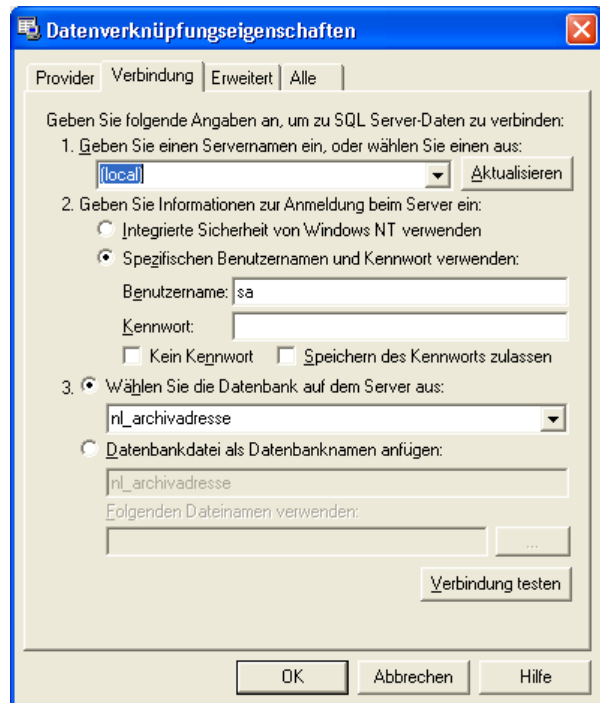 Datenverknüpfungseigenschaften
Provider Verbindung Erweitert Alle
Geben Sie folgende Angaben an, um zu SQL Server-Daten zu verbinden:
1. Geben Sie einen Servernamen ein, oder wählen Sie einen aus:
(local) Aktualisieren
2. Geben Sie Informationen zur Anmeldung beim Server ein:
Integrierte Sicherheit von Windows NT verwenden
Spezifischen Benutzernamen und Kennwort verwenden:
Benutzername: sa
Kennwort:
Kein Kennwort Speichern des Kennworts zulassen
3. Wählen Sie die Datenbank auf dem Server aus:
nl_archivadresse
Datenbankdatei als Datenbanknamen anfügen:
nl_archivadresse
Folgenden Dateinamen verwenden:
...
Verbindung testen
OK Abbrechen Hilfe